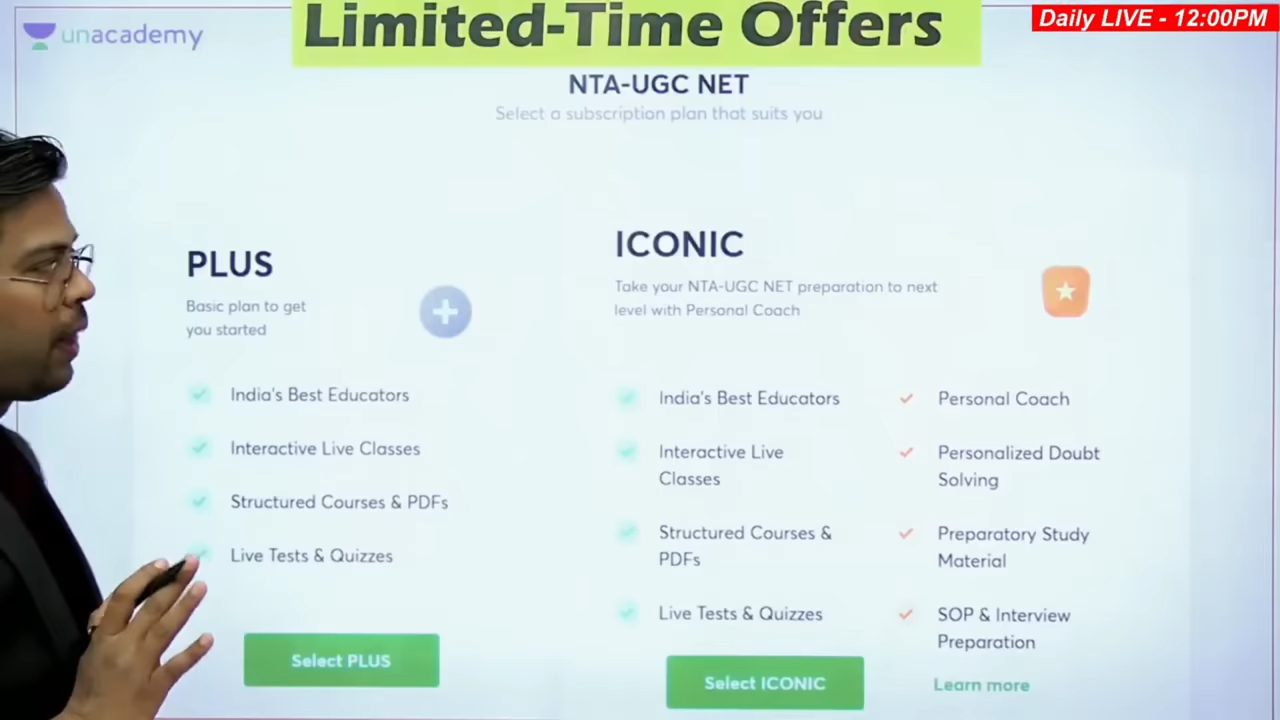 unacademy
Limited-Time Offers
Daily LIVE - 12:00PM
NTA-UGC NET
Select a subscription plan that suits you
PLUS
Basic plan to get
you started
India's Best Educators
Interactive Live Classes
Structured Courses & PDFs
Live Tests & Quizzes
Select PLUS
ICONIC
Take your NTA-UGC NET preparation to next
level with Personal Coach
India's Best Educators
Interactive Live
Classes
Structured Courses &
PDFs
Live Tests & Quizzes
Select ICONIC
Personal Coach
Personalized Doubt
Solving
Preparatory Study
Material
SOP & Interview
Preparation
Learn more